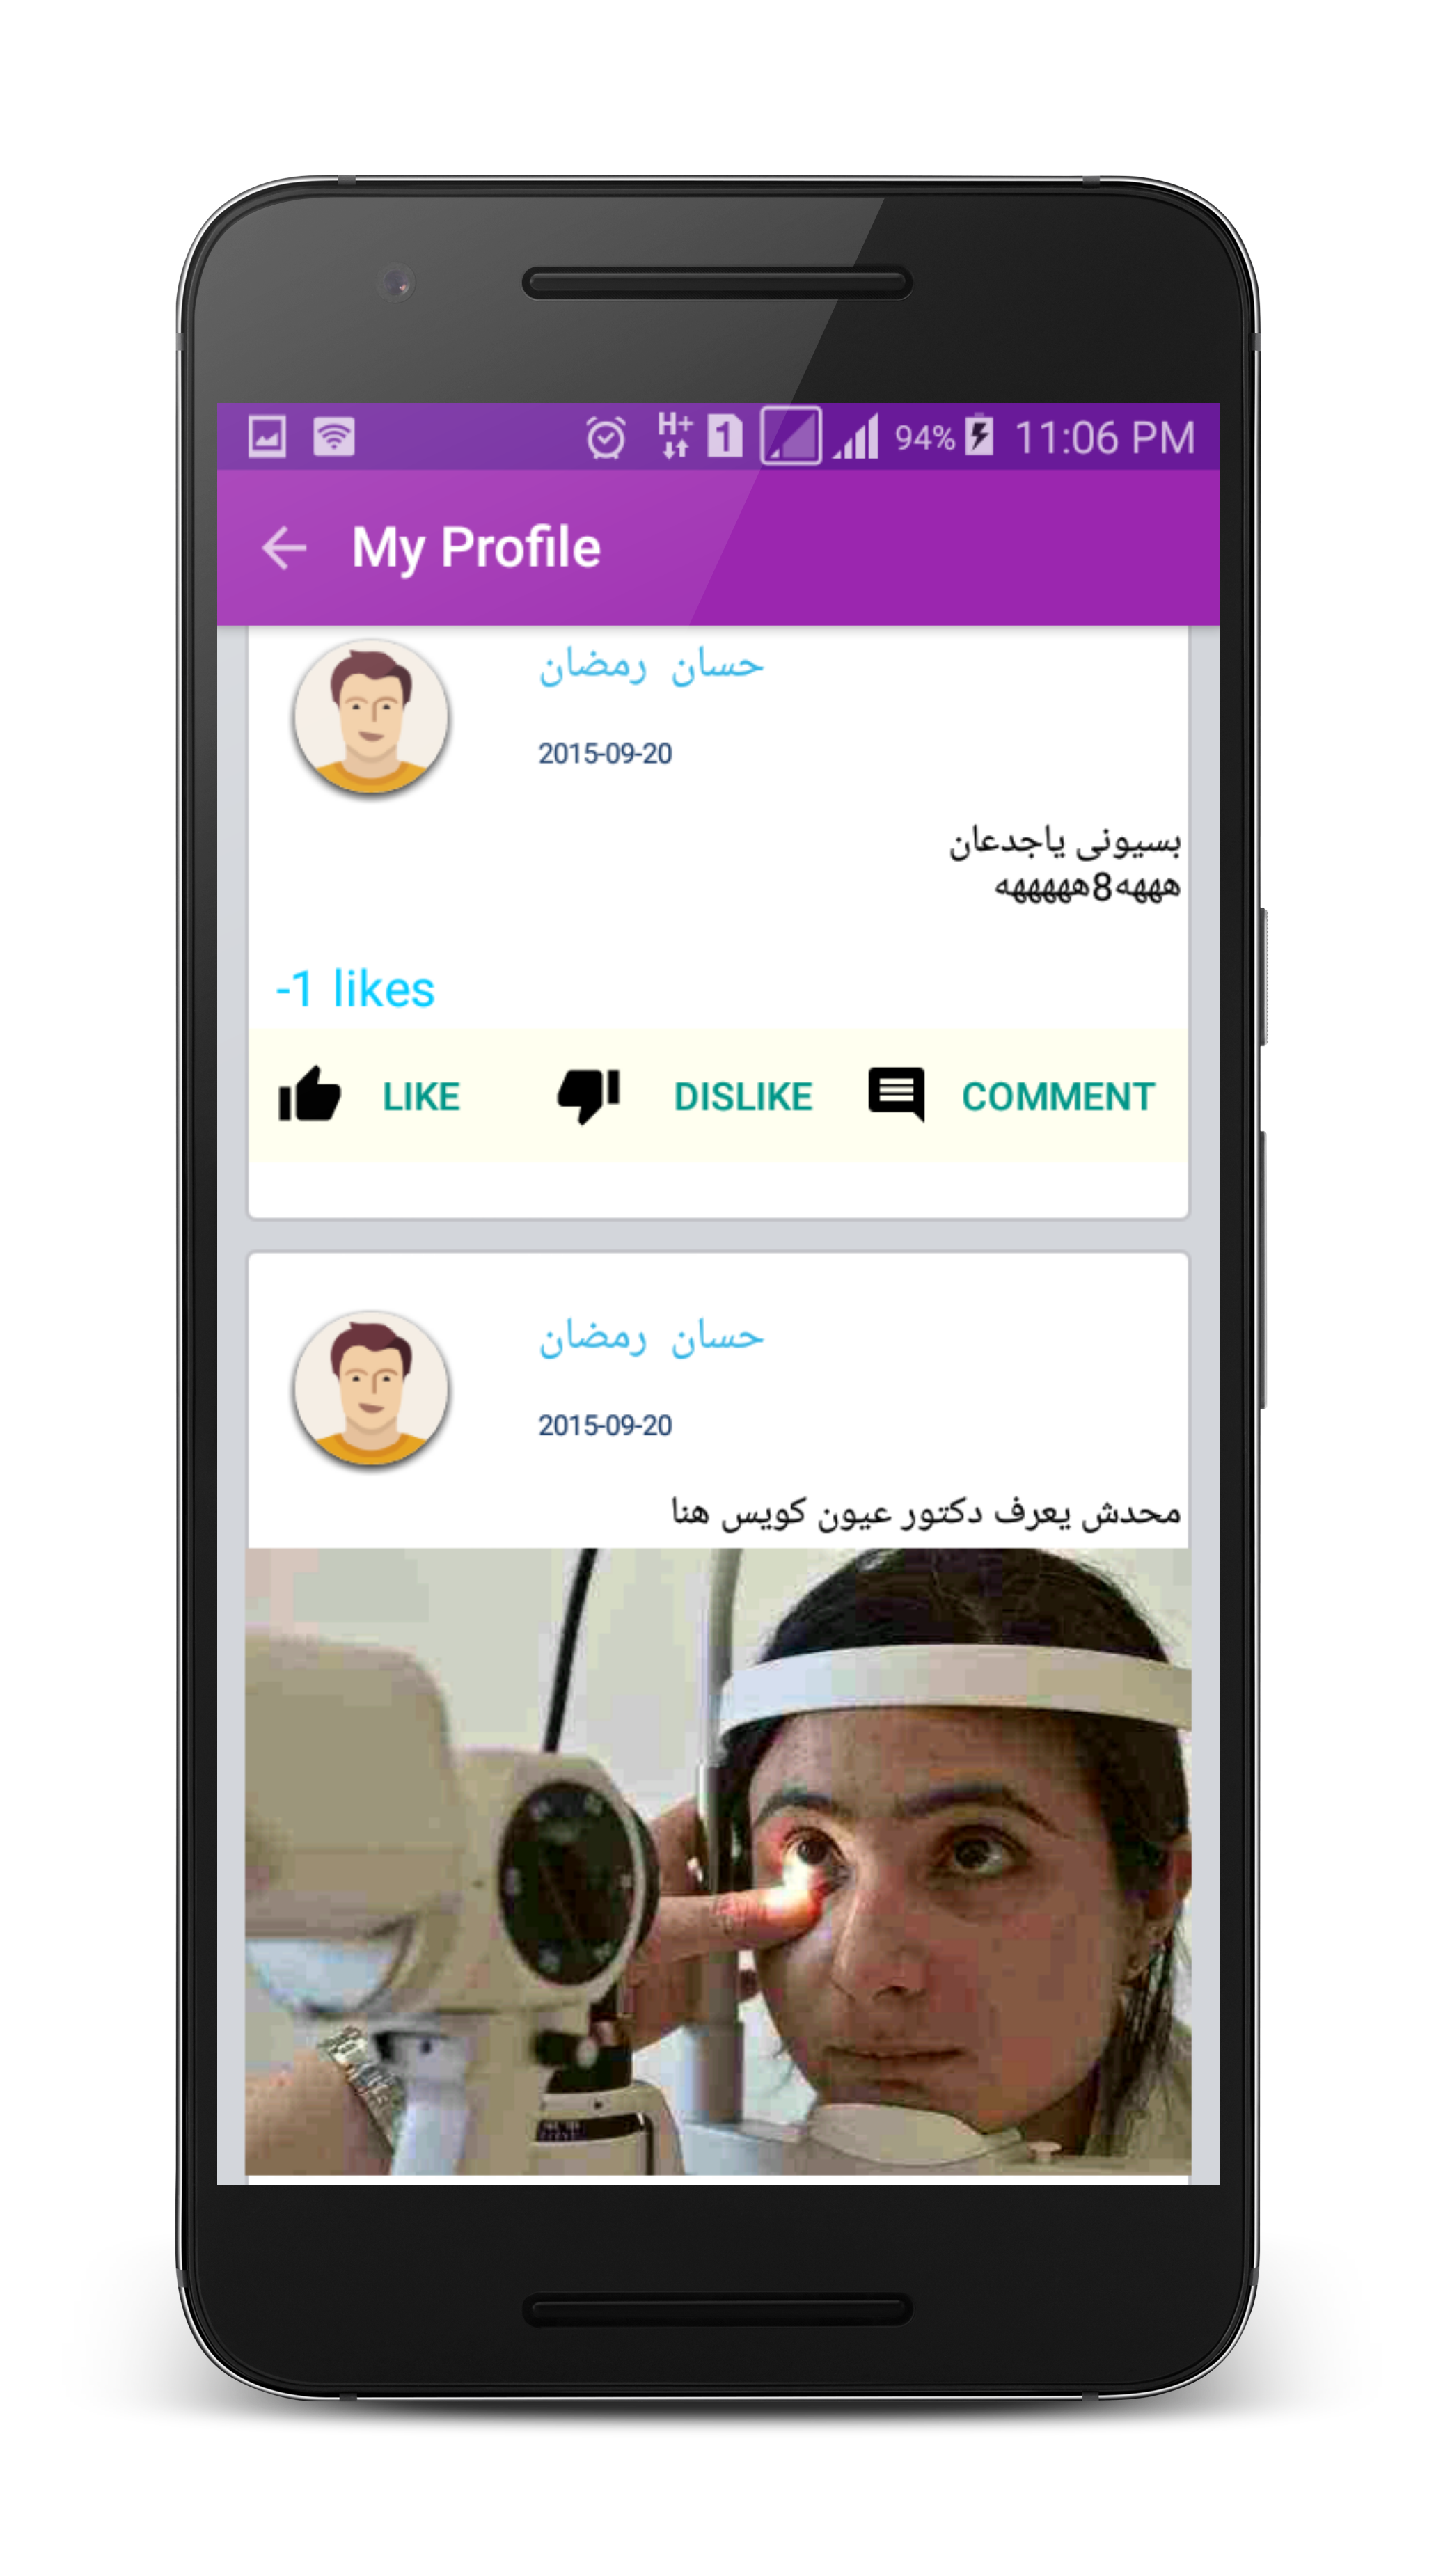 H+
1
94%
11:06 PM
My Profile
حسان رمضان
2015-09-20
بسيونى ياجدعان
هههه8ههههههه
-1 likes
LIKE
DISLIKE
COMMENT
حسان رمضان
2015-09-20
محدش يعرف دكتور عيون كويس هنا